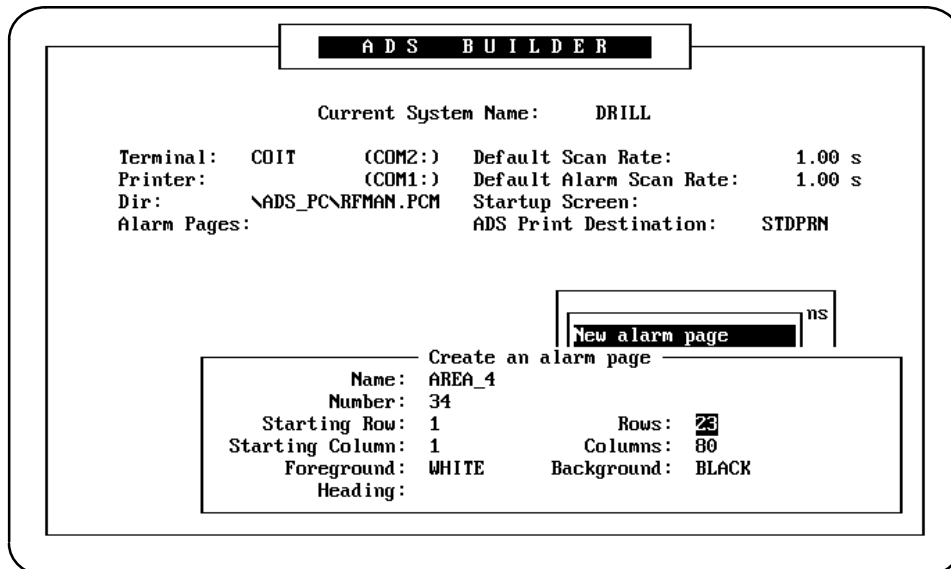 ADS BUILDER
Current System Name: DRILL
Terminal: COIT (COM2:) Default Scan Rate: 1.00 s
Printer: (COM1:) Default Alarm Scan Rate: 1.00 s
Dir: \ADS_PC\RFMAN.PCM Startup Screen:
Alarm Pages: ADS Print Destination: STDPRN
ns
New alarm page
Create an alarm page
Name: AREA_4
Number: 34
Starting Row: 1 Rows: 23
Starting Column: 1 Columns: 80
Foreground: WHITE Background: BLACK
Heading: